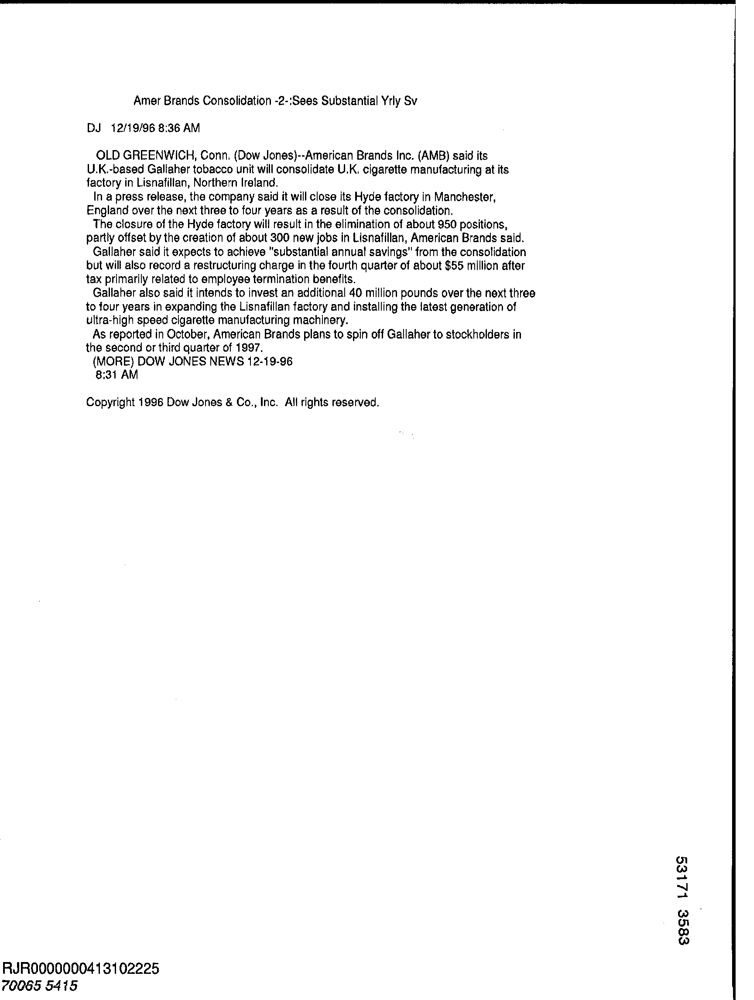 Amer Brands Consolidation -2-:Sees Substantial Yrly Sv
DJ 12/19/96 8:36 AM
OLD GREENWICH, Conn. (Dow Jones)--American Brands Inc. (AMB) said its
U.K.-based Gallaher tobacco unit will consolidate U.K. cigarette manufacturing at its
factory in Lisnafillan, Northern Ireland.
In a press release, the company said it will close its Hyde factory in Manchester,
England over the next three to four years as a result of the consolidation.
The closure of the Hyde factory will result in the elimination of about 950 positions,
partly offset by the creation of about 300 new jobs in Lisnafillan, American Brands said.
Gallaher said it expects to achieve "substantial annual savings" from the consolidation
but will also record a restructuring charge in the fourth quarter of about $55 million after
tax primarily related to employee termination benefits.
Gallaher also said it intends to invest an additional 40 million pounds over the next three
to four years in expanding the Lisnafillan factory and installing the latest generation of
ultra-high speed cigarette manufacturing machinery.
As reported in October, American Brands plans to spin off Gallaher to stockholders in
the second or third quarter of 1997.
(MORE) DOW JONES NEWS 12-19-96
8:31 AM
Copyright 1996 Dow Jones & Co., Inc. All rights reserved.
53171 3583
RJR0000000413102225
70065 5415